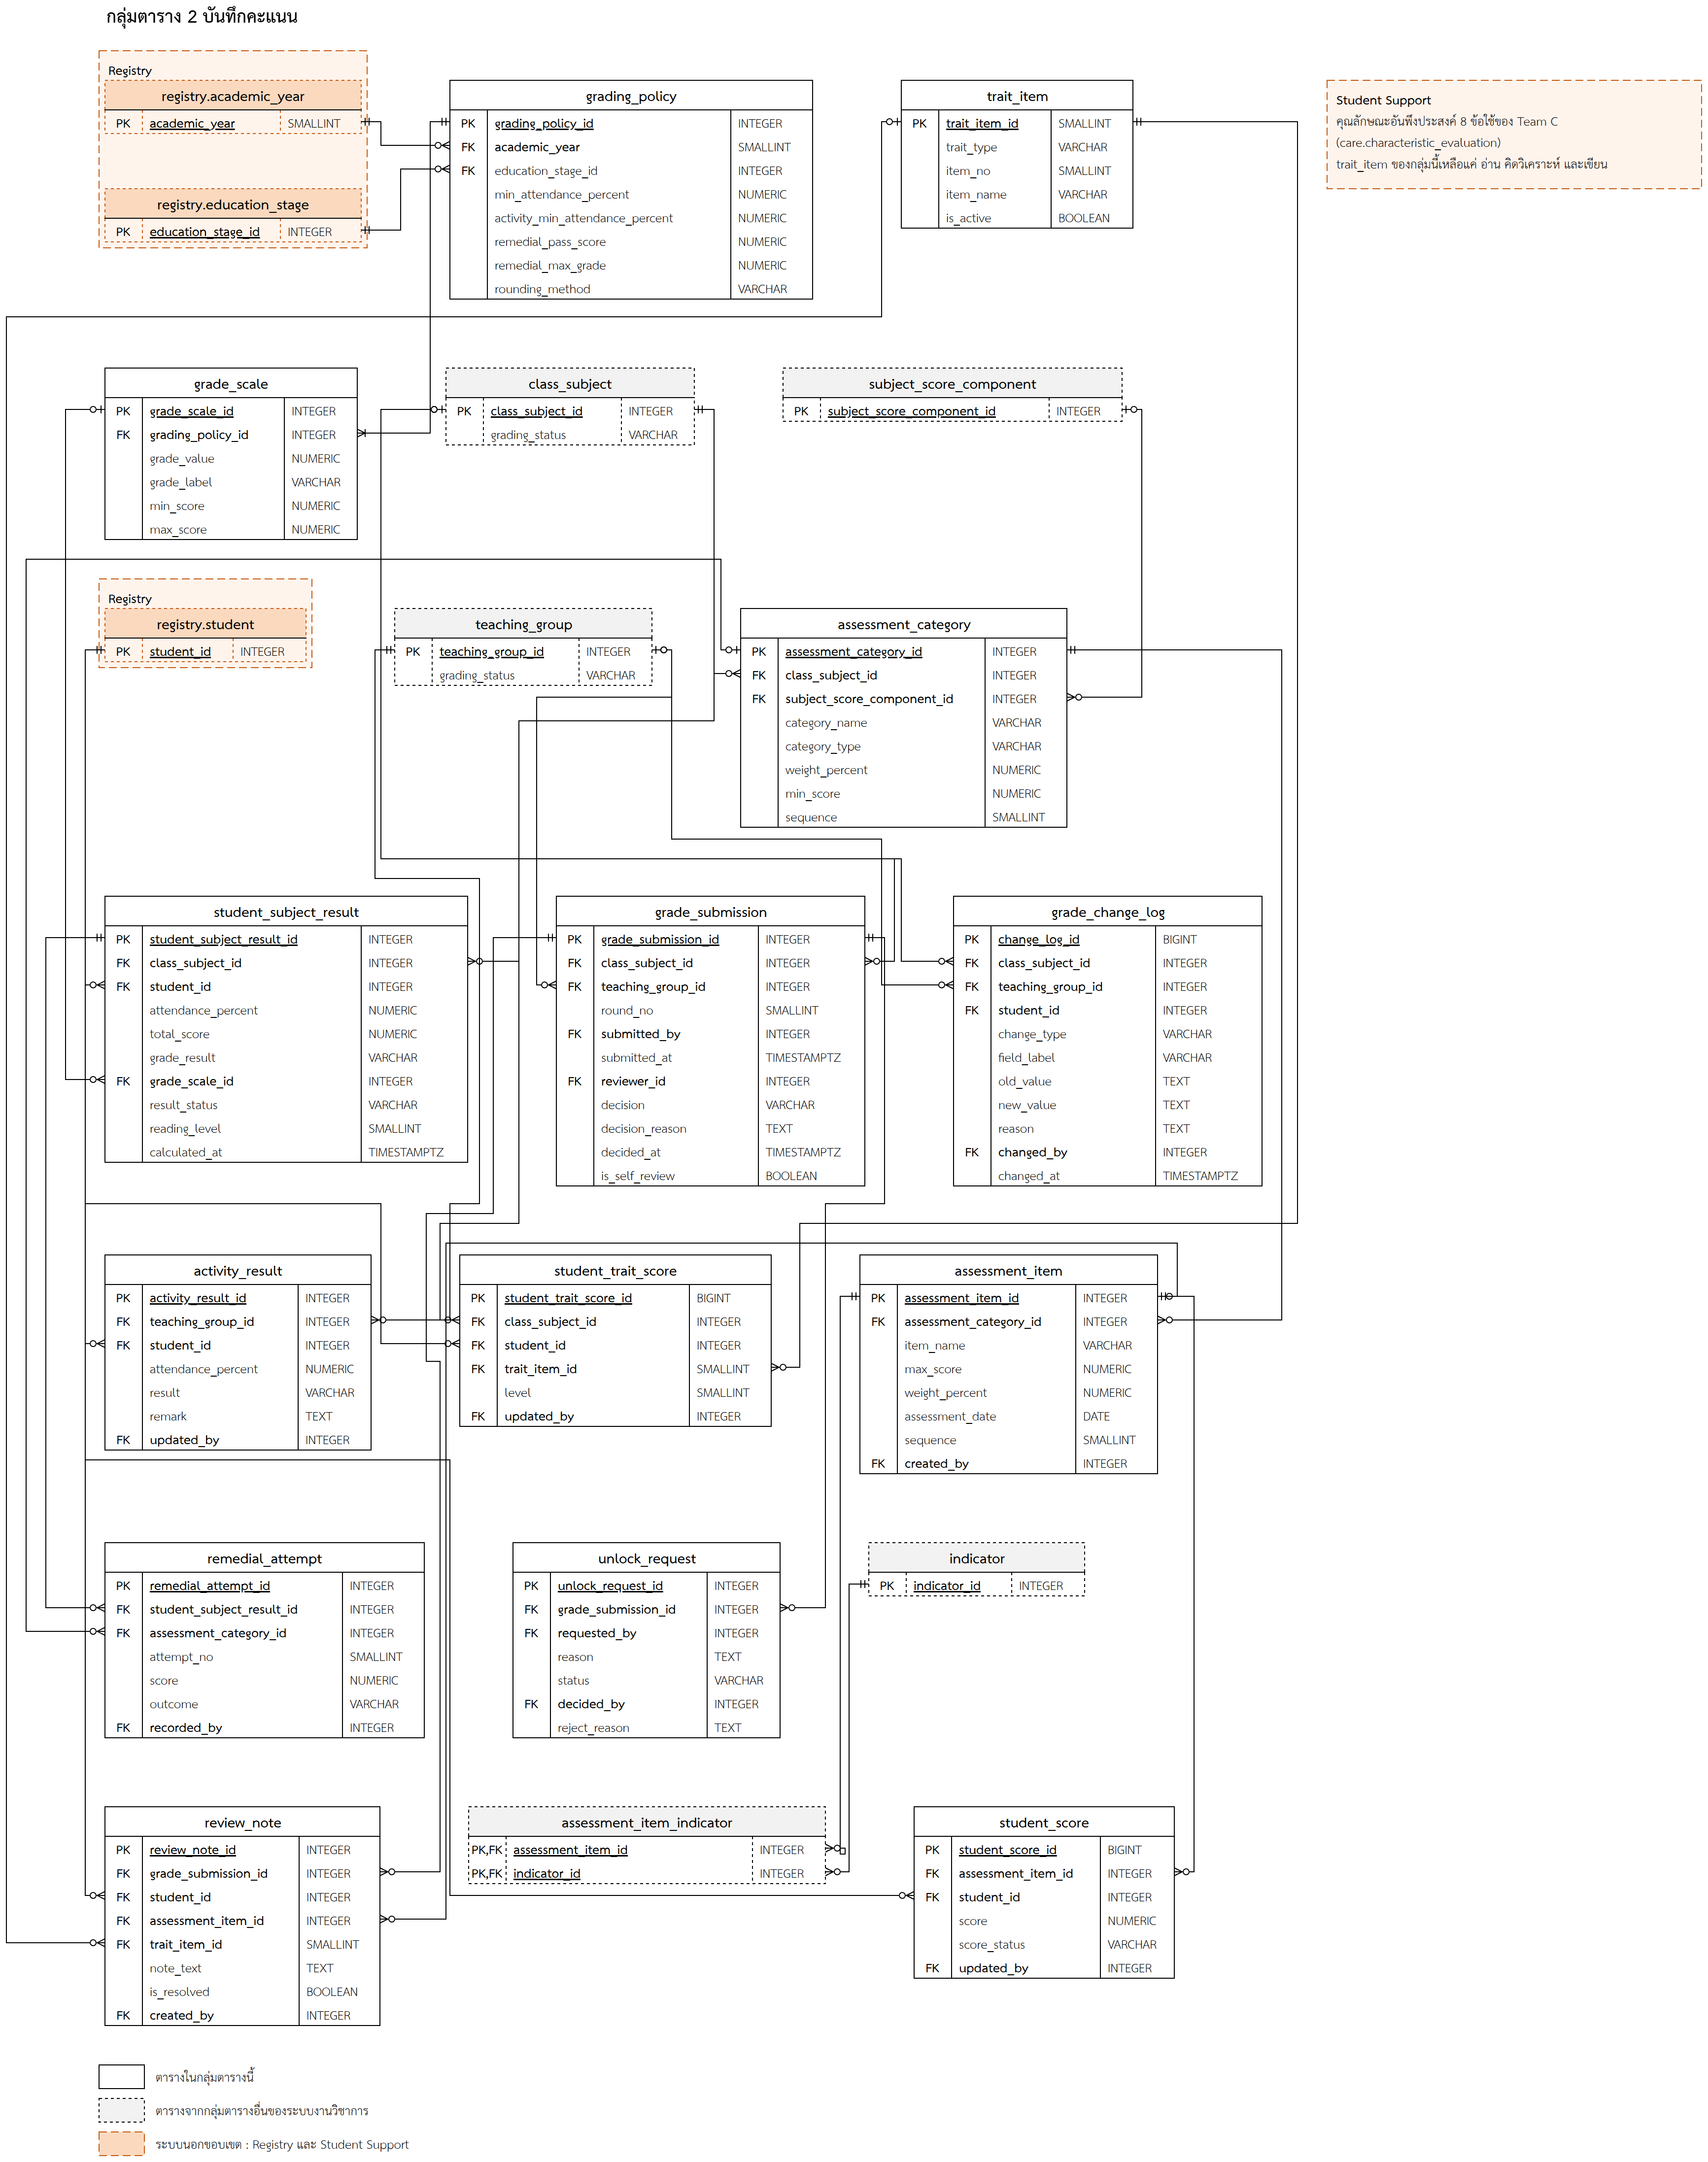 กลุ่มตาราง 2 บันทึกคะแนน
Registry
registry.academic_year
PK academic_year SMALLINT
registry.education_stage
PK education_stage_id INTEGER
grading_policy
PK grading_policy_id INTEGER
FK academic_year SMALLINT
FK education_stage_id INTEGER
min_attendance_percent NUMERIC
activity_min_attendance_percent NUMERIC
remedial_pass_score NUMERIC
remedial_max_grade NUMERIC
rounding_method VARCHAR
trait_item
PK trait_item_id SMALLINT
trait_type VARCHAR
item_no SMALLINT
item_name VARCHAR
is_active BOOLEAN
Student Support
คุณลักษณะอันพึงประสงค์ 8 ข้อใช้ของ Team C
(care.characteristic_evaluation)
trait_item ของกลุ่มนี้เหลือแค่ อ่าน คิดวิเคราะห์ และเขียน
grade_scale
PK grade_scale_id INTEGER
FK grading_policy_id INTEGER
grade_value NUMERIC
grade_label VARCHAR
min_score NUMERIC
max_score NUMERIC
class_subject
PK class_subject_id INTEGER
grading_status VARCHAR
subject_score_component
PK subject_score_component_id INTEGER
Registry
registry.student
PK student_id INTEGER
teaching_group
PK teaching_group_id INTEGER
grading_status VARCHAR
assessment_category
PK assessment_category_id INTEGER
FK class_subject_id INTEGER
FK subject_score_component_id INTEGER
category_name VARCHAR
category_type VARCHAR
weight_percent NUMERIC
min_score NUMERIC
sequence SMALLINT
student_subject_result
PK student_subject_result_id INTEGER
FK class_subject_id INTEGER
FK student_id INTEGER
attendance_percent NUMERIC
total_score NUMERIC
grade_result VARCHAR
FK grade_scale_id INTEGER
result_status VARCHAR
reading_level SMALLINT
calculated_at TIMESTAMPTZ
grade_submission
PK grade_submission_id INTEGER
FK class_subject_id INTEGER
FK teaching_group_id INTEGER
round_no SMALLINT
FK submitted_by INTEGER
submitted_at TIMESTAMPTZ
FK reviewer_id INTEGER
decision VARCHAR
decision_reason TEXT
decided_at TIMESTAMPTZ
is_self_review BOOLEAN
grade_change_log
PK change_log_id BIGINT
FK class_subject_id INTEGER
FK teaching_group_id INTEGER
FK student_id INTEGER
change_type VARCHAR
field_label VARCHAR
old_value TEXT
new_value TEXT
reason TEXT
FK changed_by INTEGER
changed_at TIMESTAMPTZ
activity_result
PK activity_result_id INTEGER
FK teaching_group_id INTEGER
FK student_id INTEGER
attendance_percent NUMERIC
result VARCHAR
remark TEXT
FK updated_by INTEGER
student_trait_score
PK student_trait_score_id BIGINT
FK class_subject_id INTEGER
FK student_id INTEGER
FK trait_item_id SMALLINT
level SMALLINT
FK updated_by INTEGER
assessment_item
PK assessment_item_id INTEGER
FK assessment_category_id INTEGER
item_name VARCHAR
max_score NUMERIC
weight_percent NUMERIC
assessment_date DATE
sequence SMALLINT
FK created_by INTEGER
remedial_attempt
PK remedial_attempt_id INTEGER
FK student_subject_result_id INTEGER
FK assessment_category_id INTEGER
attempt_no SMALLINT
score NUMERIC
outcome VARCHAR
FK recorded_by INTEGER
unlock_request
PK unlock_request_id INTEGER
FK grade_submission_id INTEGER
FK requested_by INTEGER
reason TEXT
status VARCHAR
FK decided_by INTEGER
reject_reason TEXT
indicator
PK indicator_id INTEGER
review_note
PK review_note_id INTEGER
FK grade_submission_id INTEGER
FK student_id INTEGER
FK assessment_item_id INTEGER
FK trait_item_id SMALLINT
note_text TEXT
is_resolved BOOLEAN
FK created_by INTEGER
assessment_item_indicator
PK,FK assessment_item_id INTEGER
PK,FK indicator_id INTEGER
student_score
PK student_score_id BIGINT
FK assessment_item_id INTEGER
FK student_id INTEGER
score NUMERIC
score_status VARCHAR
FK updated_by INTEGER
ตารางในกลุ่มตารางนี้
ตารางจากกลุ่มตารางอื่นของระบบงานวิชาการ
ระบบนอกขอบเขต : Registry และ Student Support